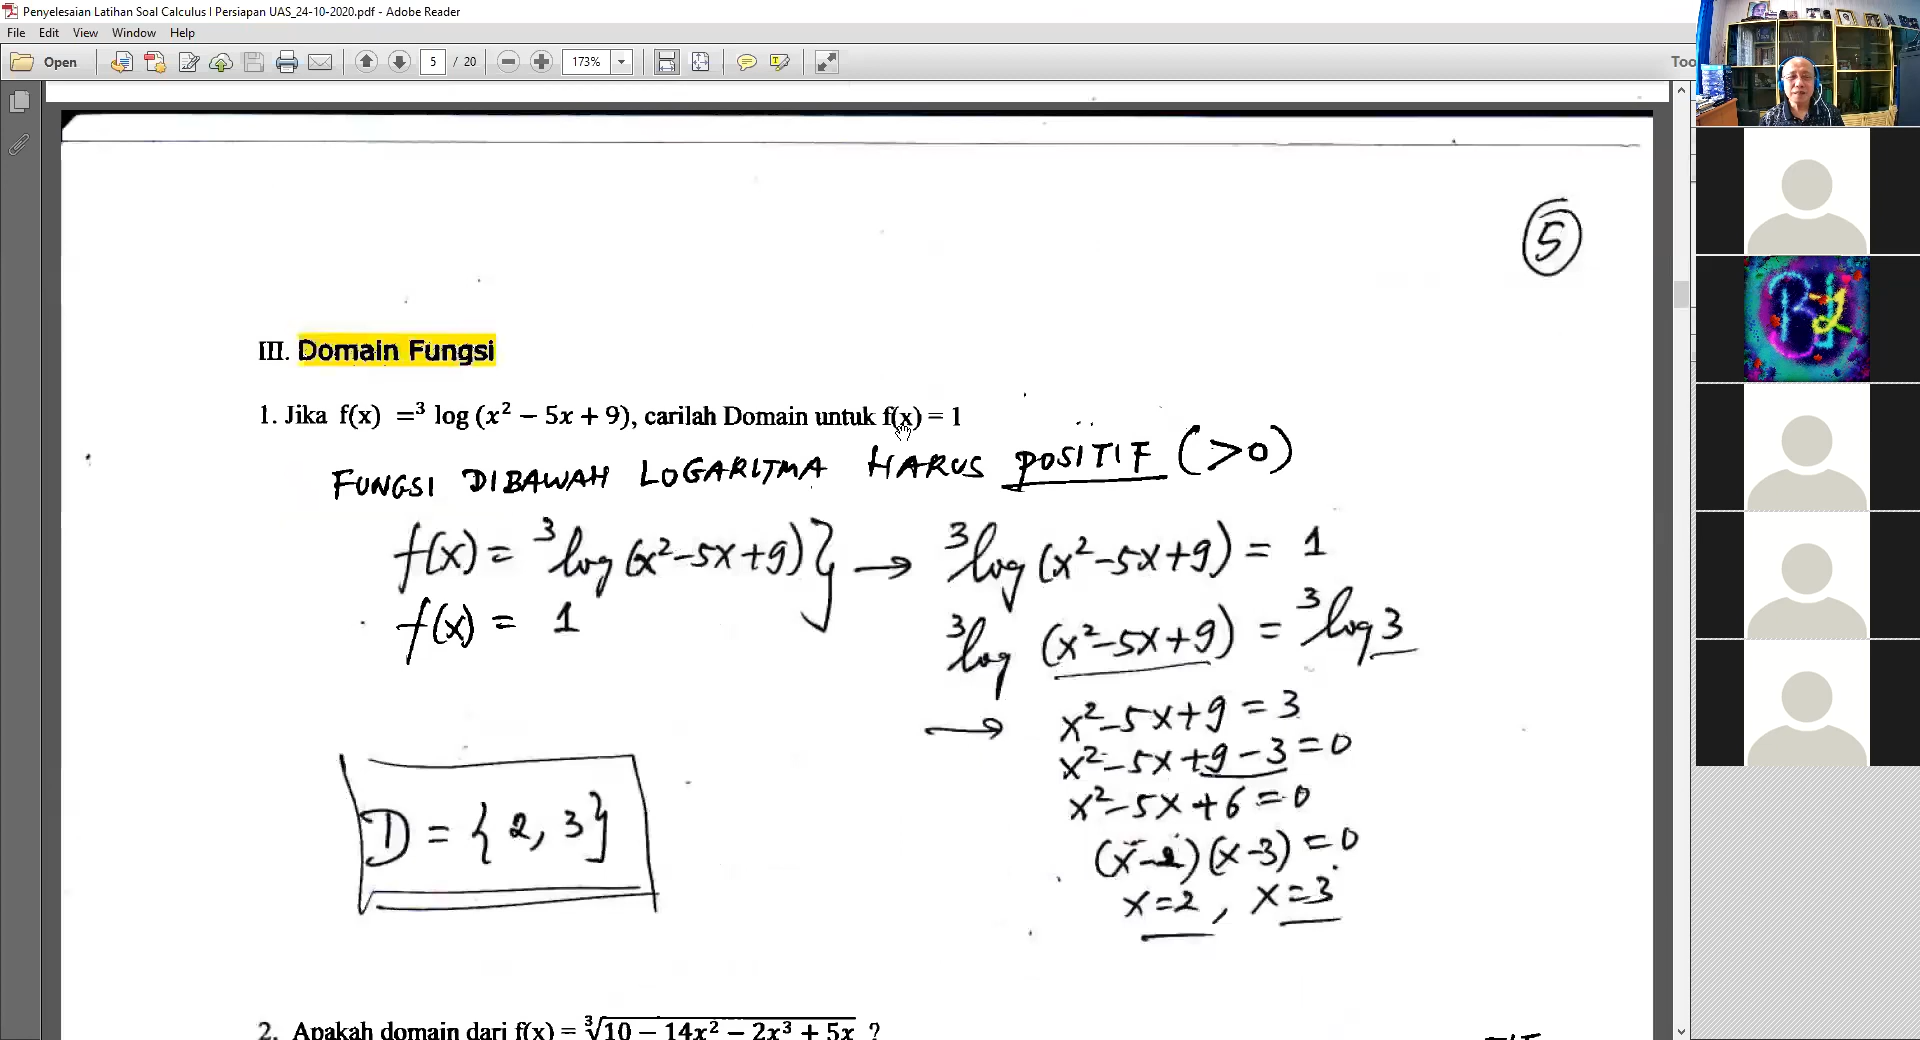 Penyelesaian Latihan Soal Calculus I Persiapan UAS_24-10-2020.pdf - Adobe Reader
File Edit View Window Help
Open 5 / 20 173% Too
5
III. Domain Fungsi
1. Jika f(x) =³ log (x² − 5x + 9), carilah Domain untuk f(x) = 1
FUNGSI DIBAWAH LOGARITMA HARUS POSITIF (>0)
f(x) = ³log (x²-5x+9) } → ³log (x²-5x+9) = 1
f(x) = 1
³log (x²-5x+9) = ³log 3
→ x²-5x+9 = 3
x²-5x+9-3 = 0
x²-5x+6 = 0
(x-2)(x-3) = 0
x=2, x=3
D = {2, 3}
2. Apakah domain dari f(x) = ∛(10 − 14x² − 2x³ + 5x) ?